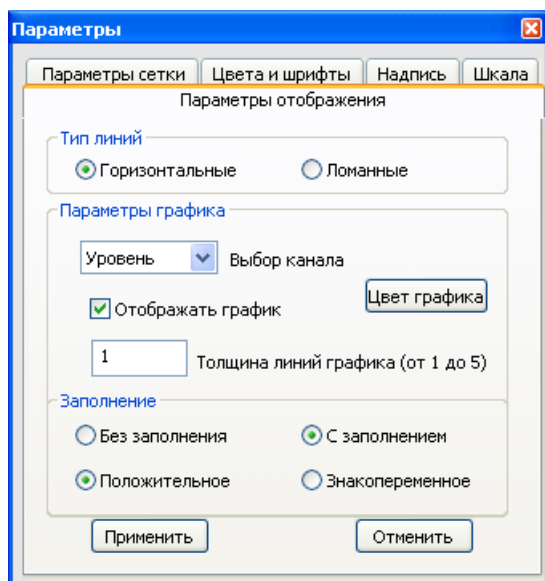 Параметры
Параметры сетки Цвета и шрифты Надпись Шкала
Параметры отображения
Тип линий
Горизонтальные Ломанные
Параметры графика
Уровень Выбор канала
Цвет графика
Отображать график
1 Толщина линий графика (от 1 до 5)
Заполнение
Без заполнения С заполнением
Положительное Знакопеременное
Применить Отменить